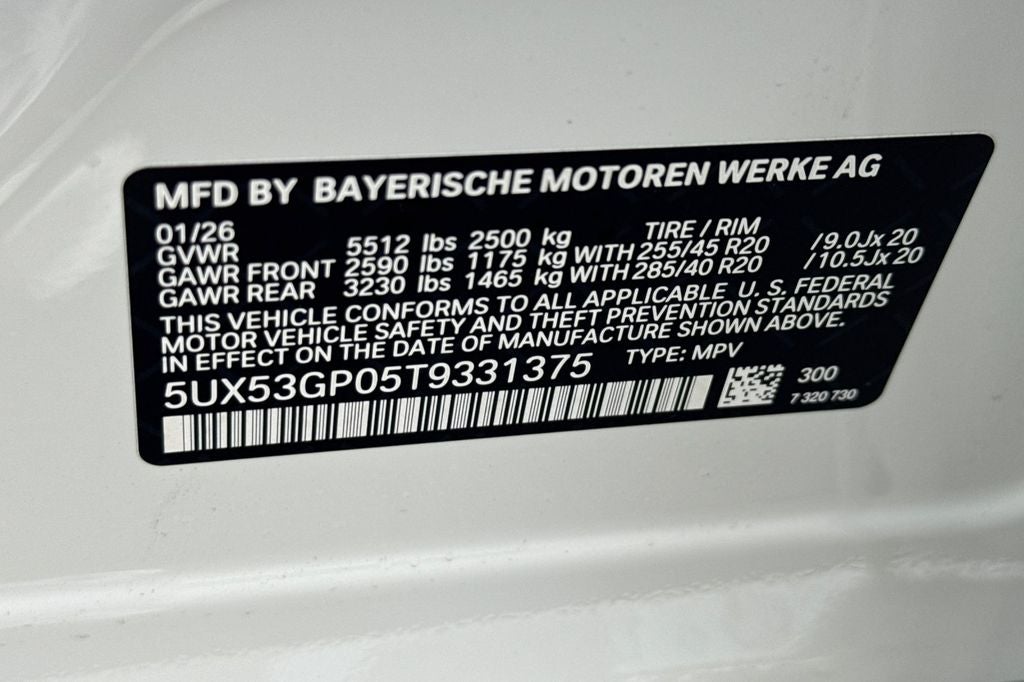 MFD BY BAYERISCHE MOTOREN WERKE AG
01/26 TIRE / RIM
GVWR 5512 lbs 2500 kg
GAWR FRONT 2590 lbs 1175 kg WITH 255/45 R20 /9.0Jx 20
GAWR REAR 3230 lbs 1465 kg WITH 285/40 R20 /10.5Jx 20
THIS VEHICLE CONFORMS TO ALL APPLICABLE U. S. FEDERAL
MOTOR VEHICLE SAFETY AND THEFT PREVENTION STANDARDS
IN EFFECT ON THE DATE OF MANUFACTURE SHOWN ABOVE.
5UX53GP05T9331375 TYPE: MPV
300
7 320 730